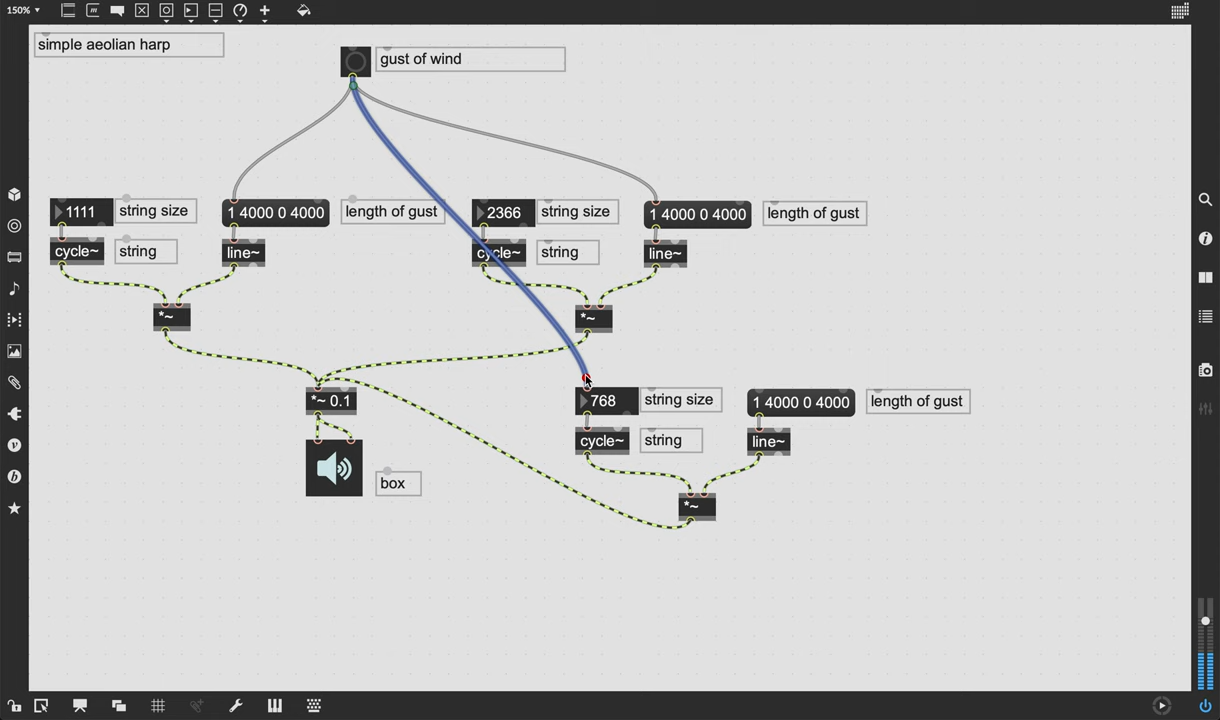 150%
simple aeolian harp
gust of wind
1111
string size
1 4000 0 4000
length of gust
2366
string size
1 4000 0 4000
length of gust
cycle~
string
line~
cycle~
string
line~
*~
*~
*~ 0.1
768
string size
1 4000 0 4000
length of gust
cycle~
string
line~
box
*~